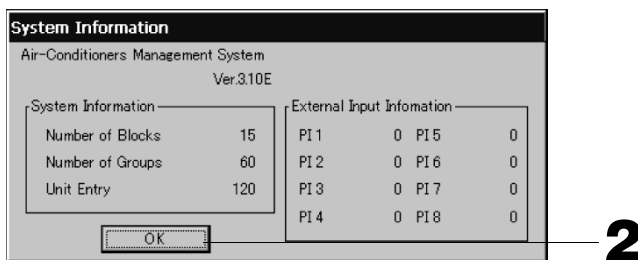 System Information
Air-Conditioners Management System
Ver.3.10E
System Information
Number of Blocks 15
Number of Groups 60
Unit Entry 120
External Input Infomation
PI 1 0 PI 5 0
PI 2 0 PI 6 0
PI 3 0 PI 7 0
PI 4 0 PI 8 0
OK
2